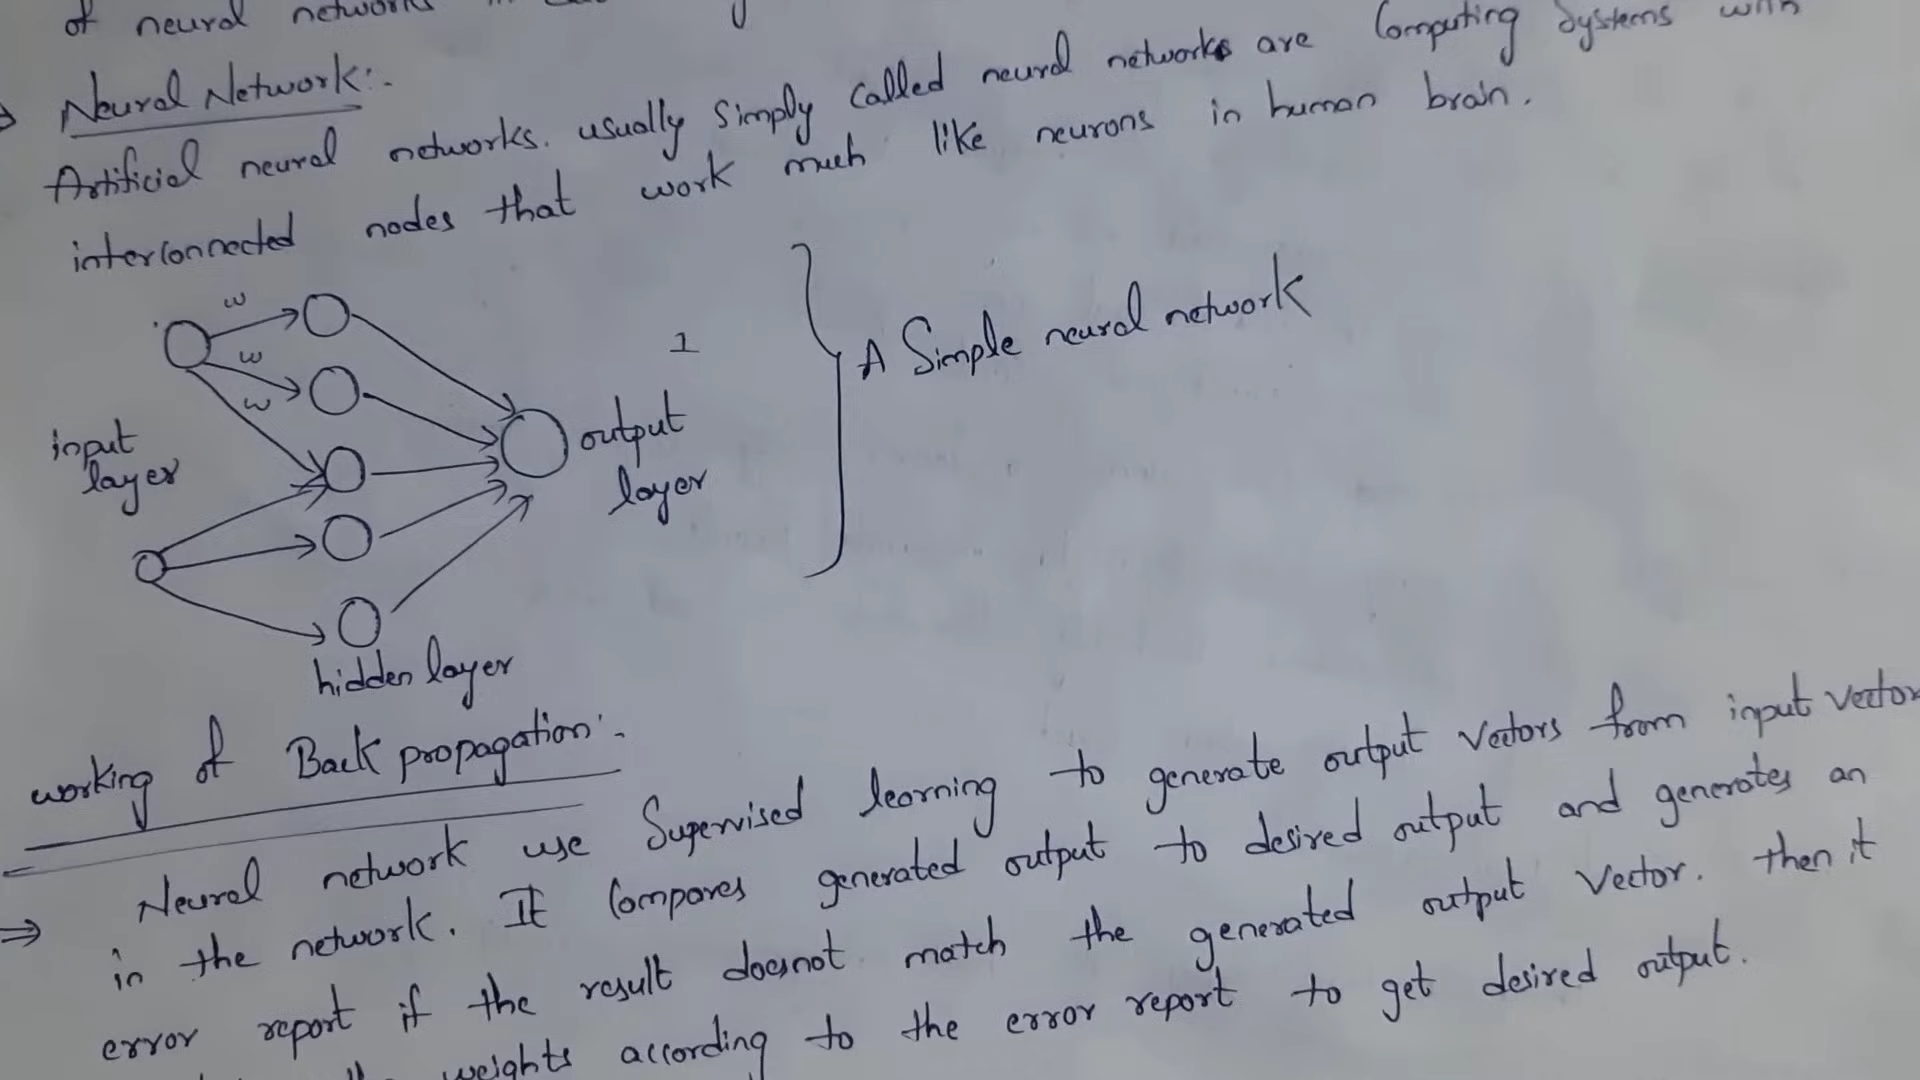 of neural networks in
⇒ Neural Network:-
Artificial neural networks. usually simply called neural networks are Computing Systems with
interconnected nodes that work much like neurons in human brain.
w
w
w
1
A Simple neural network
input
layer
output
layer
hidden layer
working of Back propagation:-
⇒ Neural network use Supervised learning to generate output vectors from input vector
in the network. It Compares generated output to desired output and generates an
error report if the result doesnot match the generated output vector. then it
weights according to the error report to get desired output.